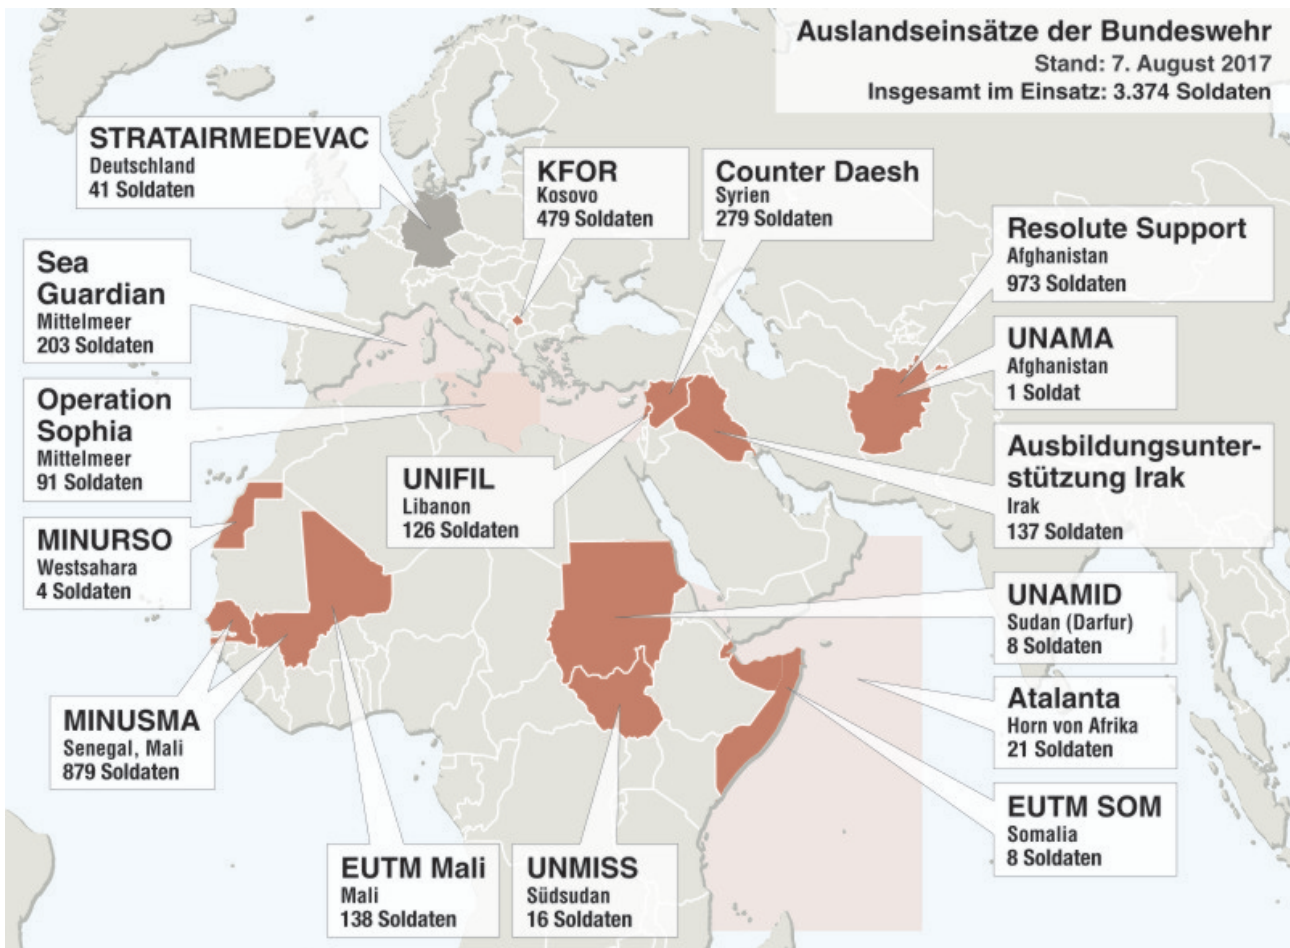 Auslandseinsätze der Bundeswehr
Stand: 7. August 2017
Insgesamt im Einsatz: 3.374 Soldaten
STRATAIRMEDEVAC
Deutschland
41 Soldaten
KFOR
Kosovo
479 Soldaten
Counter Daesh
Syrien
279 Soldaten
Resolute Support
Afghanistan
973 Soldaten
Sea
Guardian
Mittelmeer
203 Soldaten
UNAMA
Afghanistan
1 Soldat
Operation
Sophia
Mittelmeer
91 Soldaten
UNIFIL
Libanon
126 Soldaten
Ausbildungsunter-
stützung Irak
Irak
137 Soldaten
MINURSO
Westsahara
4 Soldaten
UNAMID
Sudan (Darfur)
8 Soldaten
MINUSMA
Senegal, Mali
879 Soldaten
Atalanta
Horn von Afrika
21 Soldaten
EUTM SOM
Somalia
8 Soldaten
EUTM Mali
Mali
138 Soldaten
UNMISS
Südsudan
16 Soldaten